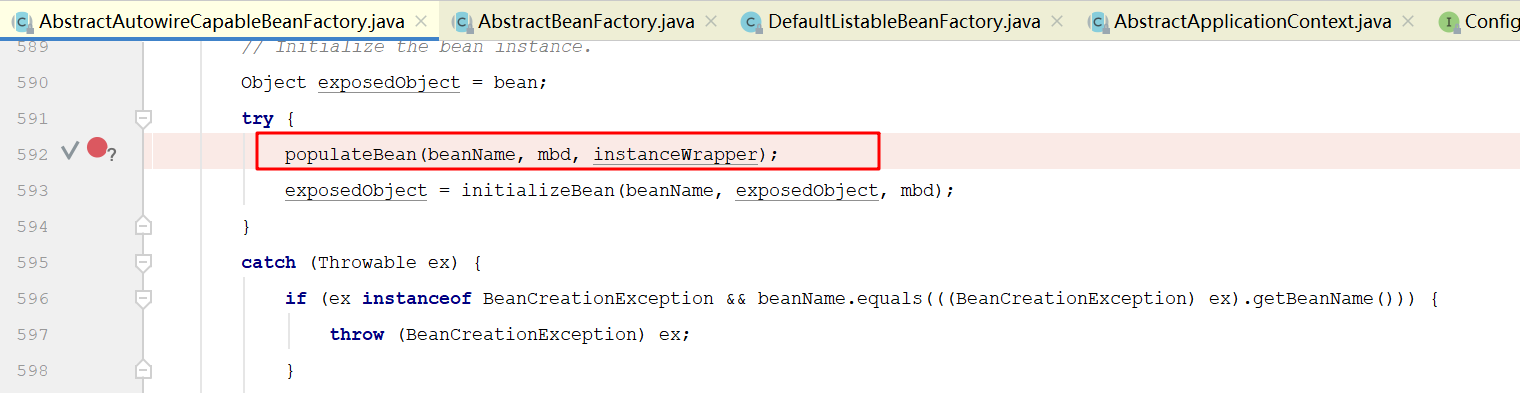 AbstractAutowireCapableBeanFactory.java × AbstractBeanFactory.java × DefaultListableBeanFactory.java × AbstractApplicationContext.java × Config
589 // Initialize the bean instance.
590 Object exposedObject = bean;
591 try {
592 populateBean(beanName, mbd, instanceWrapper);
593 exposedObject = initializeBean(beanName, exposedObject, mbd);
594 }
595 catch (Throwable ex) {
596 if (ex instanceof BeanCreationException && beanName.equals(((BeanCreationException) ex).getBeanName())) {
597 throw (BeanCreationException) ex;
598 }